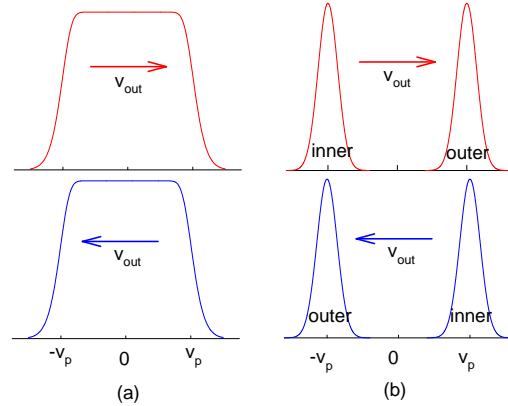 v_out
v_out
inner
outer
v_out
v_out
outer
inner
-v_p 0 v_p
-v_p 0 v_p
(a)
(b)